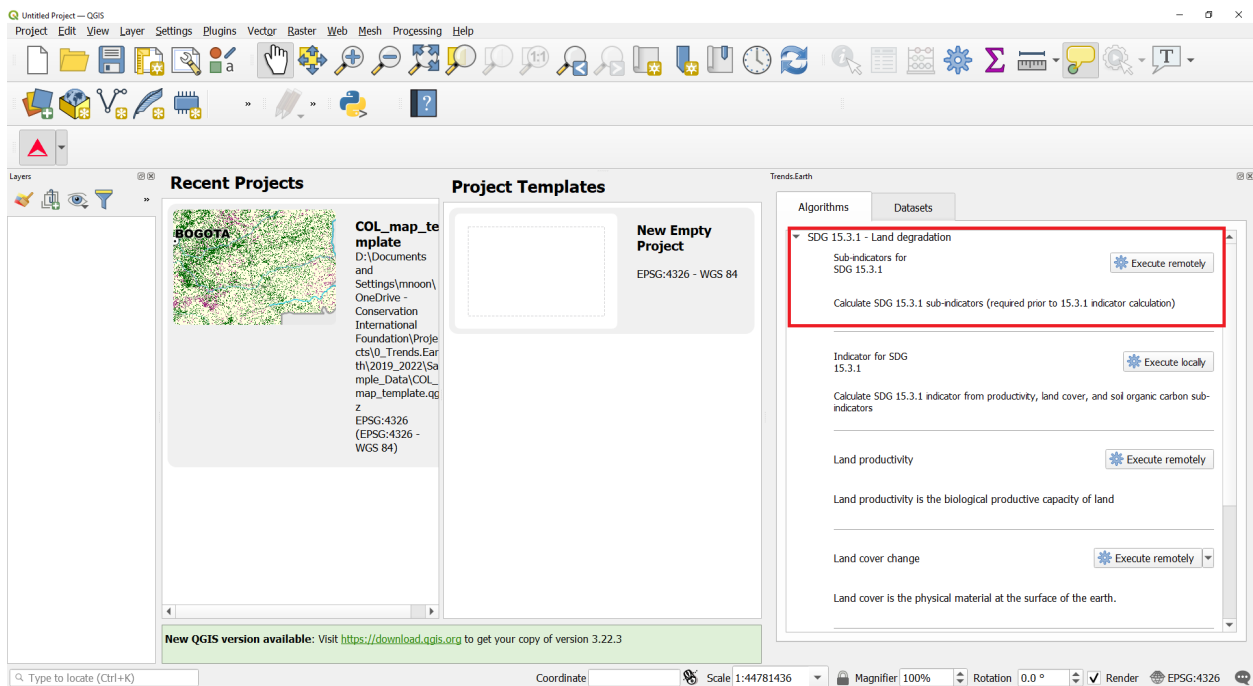 Untitled Project — QGIS
Project Edit View Layer Settings Plugins Vector Raster Web Mesh Processing Help
1:1
a
T
?
Layers
Recent Projects
BOGOTA
COL_map_te
mplate
D:\Documents
and
Settings\mnoon\
OneDrive -
Conservation
International
Foundation\Proje
cts\0_Trends.Ear
th\2019_2022\Sa
mple_Data\COL_
map_template.qg
z
EPSG:4326
(EPSG:4326 -
WGS 84)
Project Templates
New Empty
Project
EPSG:4326 - WGS 84
New QGIS version available: Visit https://download.qgis.org to get your copy of version 3.22.3
Trends.Earth
Algorithms Datasets
SDG 15.3.1 - Land degradation
Sub-indicators for
SDG 15.3.1
Execute remotely
Calculate SDG 15.3.1 sub-indicators (required prior to 15.3.1 indicator calculation)
Indicator for SDG
15.3.1
Execute locally
Calculate SDG 15.3.1 indicator from productivity, land cover, and soil organic carbon sub-
indicators
Land productivity
Execute remotely
Land productivity is the biological productive capacity of land
Land cover change
Execute remotely
Land cover is the physical material at the surface of the earth.
Type to locate (Ctrl+K)
Coordinate
Scale 1:44781436
Magnifier 100%
Rotation 0.0 °
Render
EPSG:4326